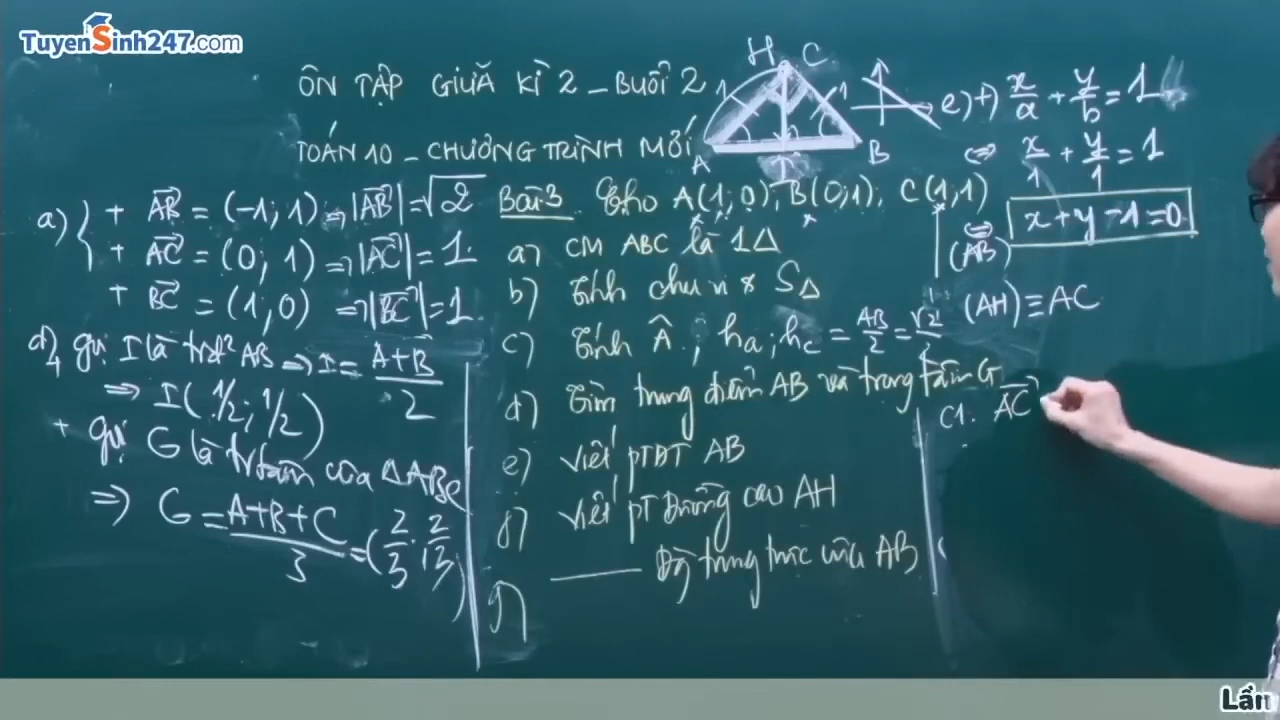 TuyenSinh247.com
ÔN TẬP GIỮA KÌ 2 - BUỔI 2
TOÁN 10 - CHƯƠNG TRÌNH MỚI
H C
1 1
A B
a) + AB = (-1; 1) => |AB| = √2
+ AC = (0; 1) => |AC| = 1.
+ BC = (1; 0) => |BC| = 1.
d) + gọi I là trđ AB => I = (A+B)/2
=> I(1/2; 1/2)
+ gọi G là tr tâm của ΔABC
=> G = (A+B+C)/3 = (2/3; 2/3)
Bài 3 Cho A(1; 0), B(0; 1), C(1, 1)
a) CM ABC là 1Δ
b) Tính chu vi & SΔ
c) Tính Â, ha; hc = AB/2 = √2/2
d) Tìm trung điểm AB và trọng tâm G
e) Viết PTĐT AB
f) Viết PT Đường cao AH
g) —— Đg trung trực của AB
e) +) x/a + y/b = 1
⇔ x/1 + y/1 = 1
⇔ x + y - 1 = 0
(AB)
(AH) ≡ AC
C1. AC
Lần